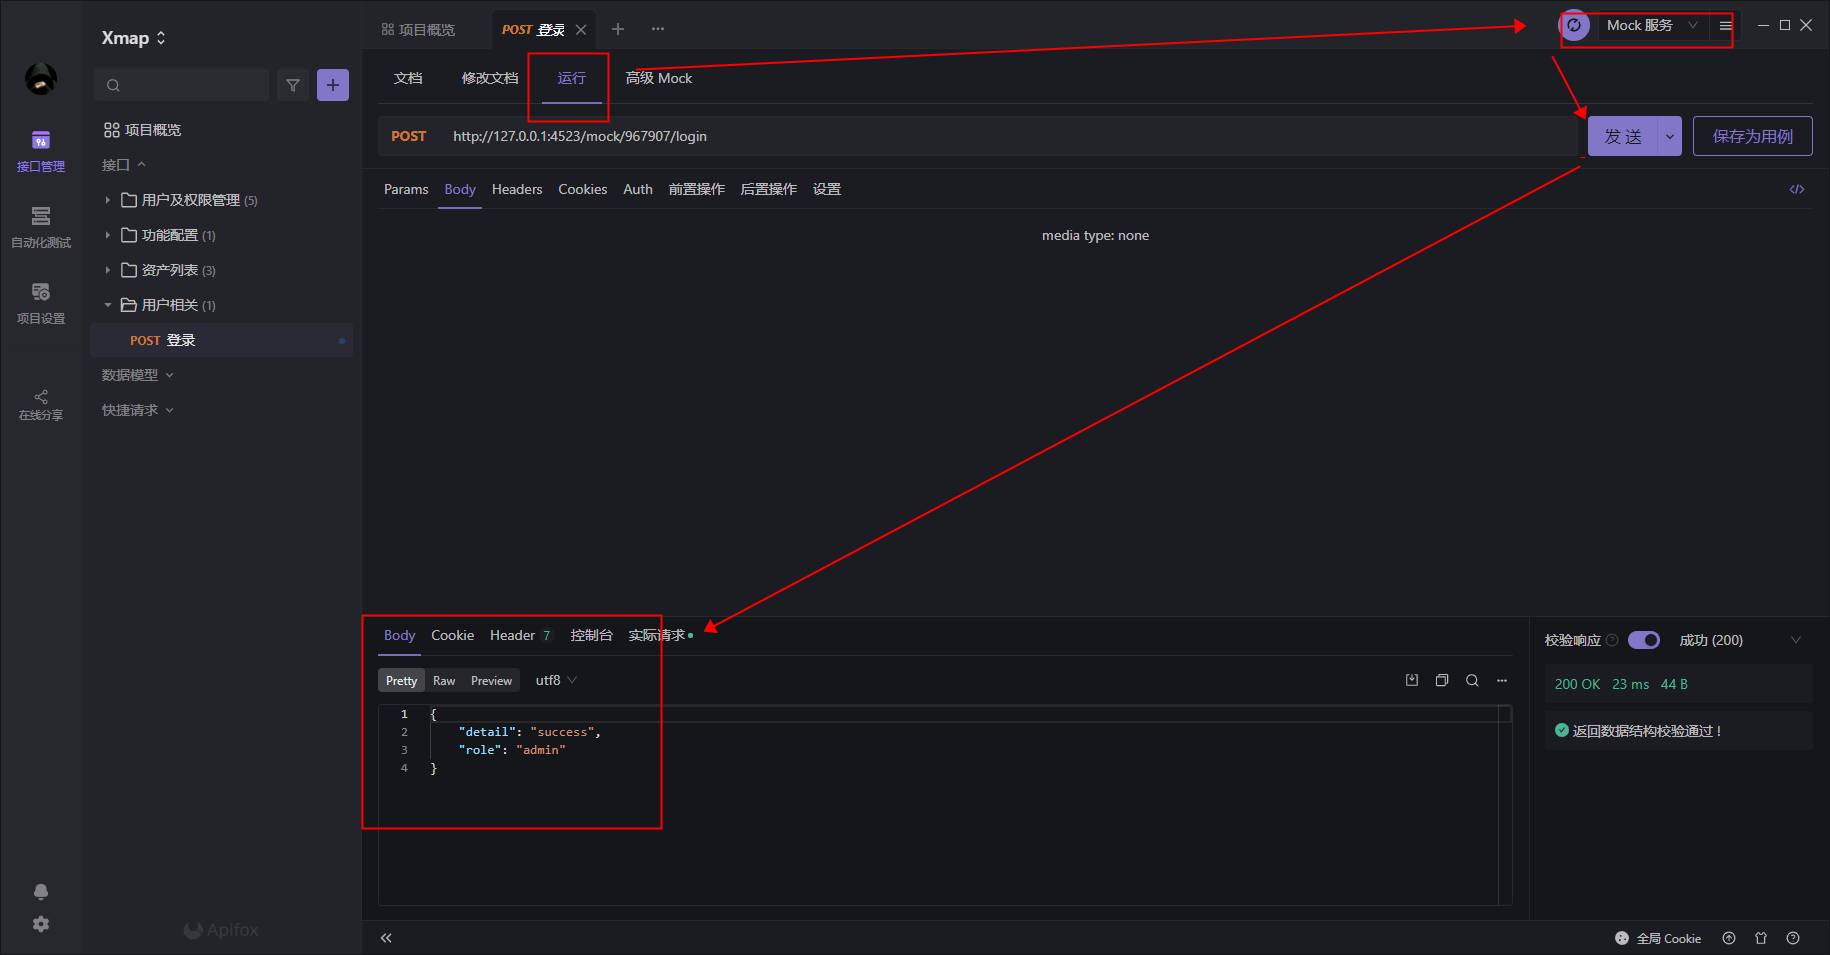 Xmap
项目概览
POST 登录
Mock 服务
文档
修改文档
运行
高级 Mock
POST
http://127.0.0.1:4523/mock/967907/login
发 送
保存为用例
Params
Body
Headers
Cookies
Auth
前置操作
后置操作
设置
media type: none
接口管理
自动化测试
项目设置
在线分享
项目概览
接口
用户及权限管理 (5)
功能配置 (1)
资产列表 (3)
用户相关 (1)
POST 登录
数据模型
快捷请求
Apifox
Body
Cookie
Header 7
控制台
实际请求
Pretty
Raw
Preview
utf8
1 {
2 "detail": "success",
3 "role": "admin"
4 }
校验响应
成功 (200)
200 OK 23 ms 44 B
返回数据结构校验通过！
全局 Cookie